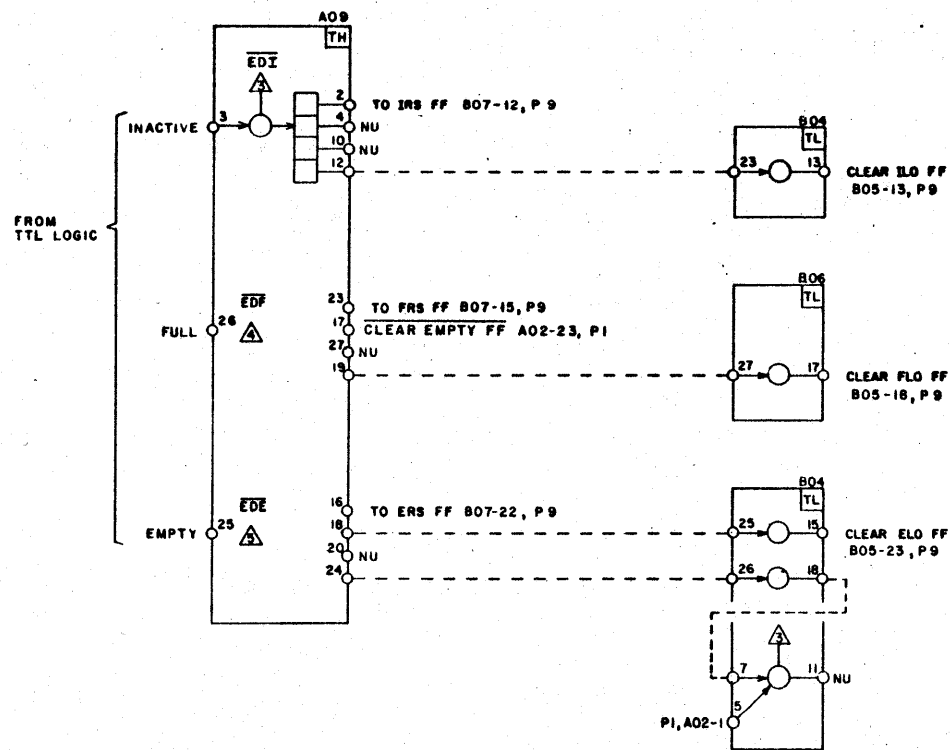 A09
TH
EDI
3
INACTIVE
3
2
TO IRS FF B07-12, P 9
4
NU
10
NU
12
B04
TL
23
13
CLEAR ILO FF
B05-13, P9
FROM
TTL LOGIC
EDF
4
FULL
26
23
TO FRS FF B07-15, P9
17
CLEAR EMPTY FF A02-23, P1
27
NU
19
B06
TL
27
17
CLEAR FLO FF
B05-18, P9
EDE
5
EMPTY
25
16
TO ERS FF B07-22, P9
18
20
NU
24
B04
TL
25
15
CLEAR ELO FF
B05-23, P9
26
18
3
7
11
NU
5
P1, A02-1